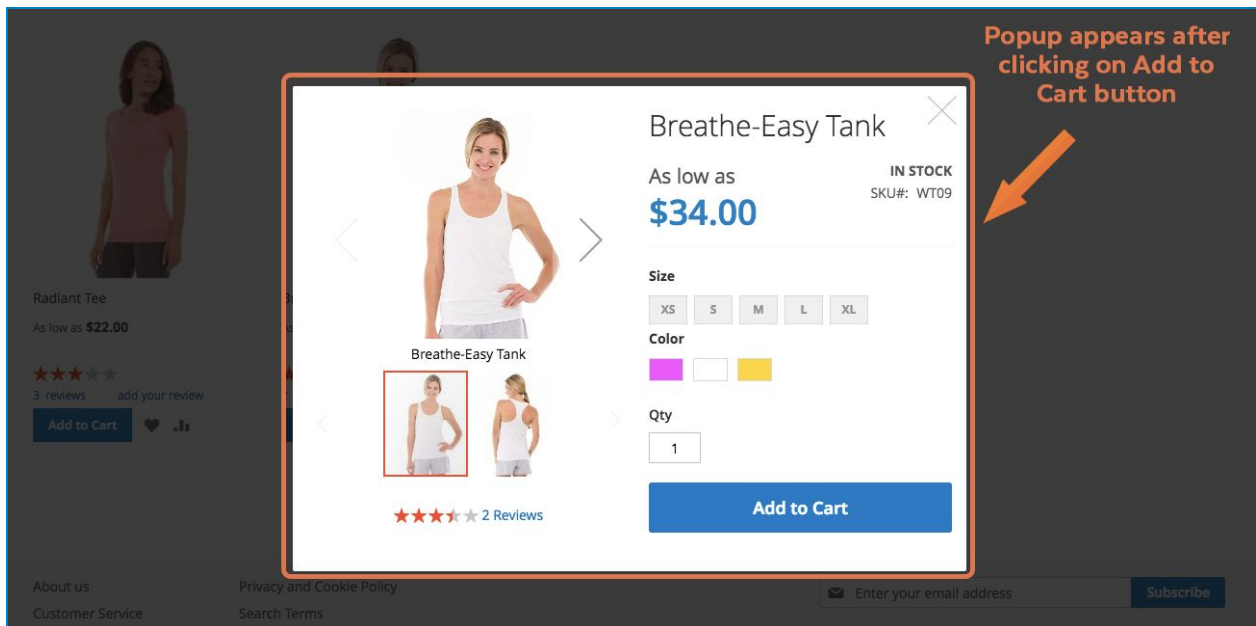 Popup appears after
clicking on Add to
Cart button
Breathe-Easy Tank
As low as
$34.00
IN STOCK
SKU#: WT09
Size
XS S M L XL
Color
Qty
1
Add to Cart
Breathe-Easy Tank
2 Reviews
Radiant Tee
As low as $22.00
3 reviews add your review
Add to Cart
About us
Customer Service
Privacy and Cookie Policy
Search Terms
Enter your email address
Subscribe